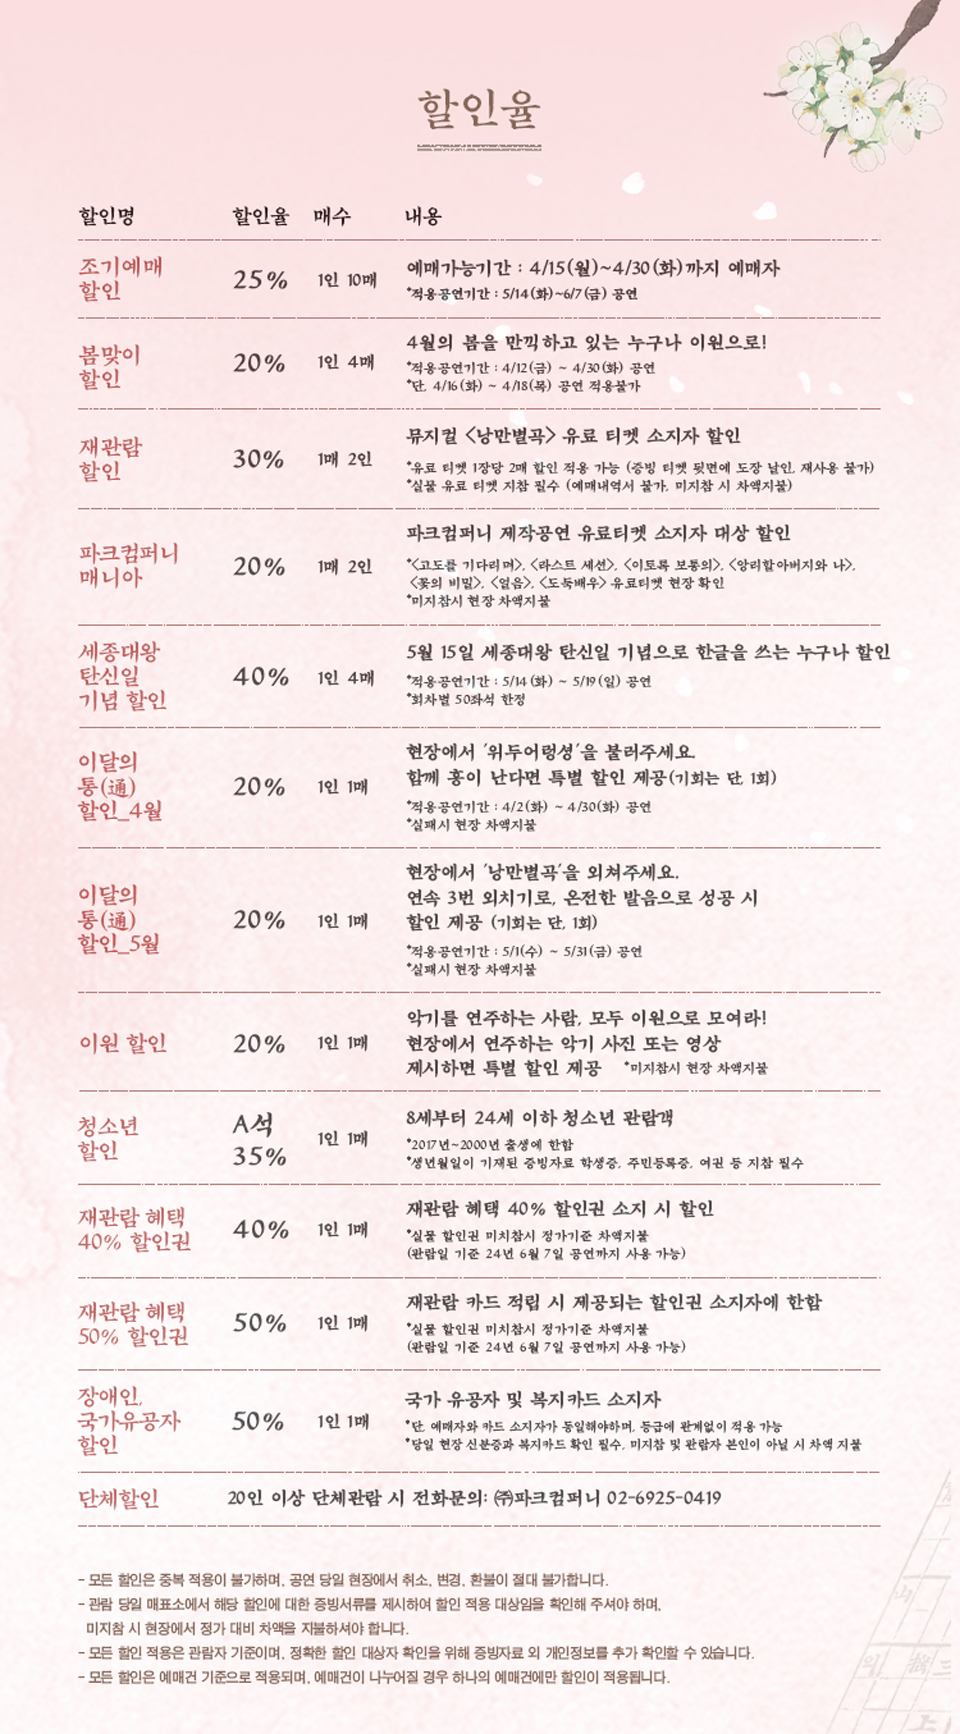 할인율
할인명 할인율 매수 내용
조기예매
할인
25% 1인 10매
예매가능기간 : 4/15(월)~4/30(화)까지 예매자
*적용공연기간 : 5/14(화)~6/7(금) 공연
봄맞이
할인
20% 1인 4매
4월의 봄을 만끽하고 있는 누구나 이원으로!
*적용공연기간 : 4/12(금) ~ 4/30(화) 공연
*단, 4/16(화) ~ 4/18(목) 공연 적용불가
재관람
할인
30% 1매 2인
뮤지컬 <낭만별곡> 유료 티켓 소지자 할인
*유료 티켓 1장당 2매 할인 적용 가능 (증빙 티켓 뒷면에 도장 날인, 재사용 불가)
*실물 유료 티켓 지참 필수 (예매내역서 불가, 미지참 시 차액지불)
파크컴퍼니
매니아
20% 1매 2인
파크컴퍼니 제작공연 유료티켓 소지자 대상 할인
*<고도를 기다리며>, <라스트 세션>, <이토록 보통의>, <앙리할아버지와 나>,
<꽃의 비밀>, <얼음>, <도둑배우> 유료티켓 현장 확인
*미지참시 현장 차액지불
세종대왕
탄신일
기념 할인
40% 1인 4매
5월 15일 세종대왕 탄신일 기념으로 한글을 쓰는 누구나 할인
*적용공연기간 : 5/14(화) ~ 5/19(일) 공연
*회차별 50좌석 한정
이달의
통(通)
할인_4월
20% 1인 1매
현장에서 '위두어렁셩'을 불러주세요.
함께 흥이 난다면 특별 할인 제공(기회는 단, 1회)
*적용공연기간 : 4/2(화) ~ 4/30(화) 공연
*실패시 현장 차액지불
이달의
통(通)
할인_5월
20% 1인 1매
현장에서 '낭만별곡'을 외쳐주세요.
연속 3번 외치기로, 온전한 발음으로 성공 시
할인 제공 (기회는 단, 1회)
*적용공연기간 : 5/1(수) ~ 5/31(금) 공연
*실패시 현장 차액지불
이원 할인
20% 1인 1매
악기를 연주하는 사람, 모두 이원으로 모여라!
현장에서 연주하는 악기 사진 또는 영상
제시하면 특별 할인 제공 *미지참시 현장 차액지불
청소년
할인
A석
35%
1인 1매
8세부터 24세 이하 청소년 관람객
*2017년~2000년 출생에 한함
*생년월일이 기재된 증빙자료 학생증, 주민등록증, 여권 등 지참 필수
재관람 혜택
40% 할인권
40% 1인 1매
재관람 혜택 40% 할인권 소지 시 할인
*실물 할인권 미치참시 정가기준 차액지불
(관람일 기준 24년 6월 7일 공연까지 사용 가능)
재관람 혜택
50% 할인권
50% 1인 1매
재관람 카드 적립 시 제공되는 할인권 소지자에 한함
*실물 할인권 미치참시 정가기준 차액지불
(관람일 기준 24년 6월 7일 공연까지 사용 가능)
장애인,
국가유공자
할인
50% 1인 1매
국가 유공자 및 복지카드 소지자
*단, 예매자와 카드 소지자가 동일해야하며, 등급에 관계없이 적용 가능
*당일 현장 신분증과 복지카드 확인 필수, 미지참 및 관람자 본인이 아닐 시 차액 지불
단체할인
20인 이상 단체관람 시 전화문의: ㈜파크컴퍼니 02-6925-0419
- 모든 할인은 중복 적용이 불가하며, 공연 당일 현장에서 취소, 변경, 환불이 절대 불가합니다.
- 관람 당일 매표소에서 해당 할인에 대한 증빙서류를 제시하여 할인 적용 대상임을 확인해 주셔야 하며,
미지참 시 현장에서 정가 대비 차액을 지불하셔야 합니다.
- 모든 할인 적용은 관람자 기준이며, 정확한 할인 대상자 확인을 위해 증빙자료 외 개인정보를 추가 확인할 수 있습니다.
- 모든 할인은 예매건 기준으로 적용되며, 예매건이 나누어질 경우 하나의 예매건에만 할인이 적용됩니다.